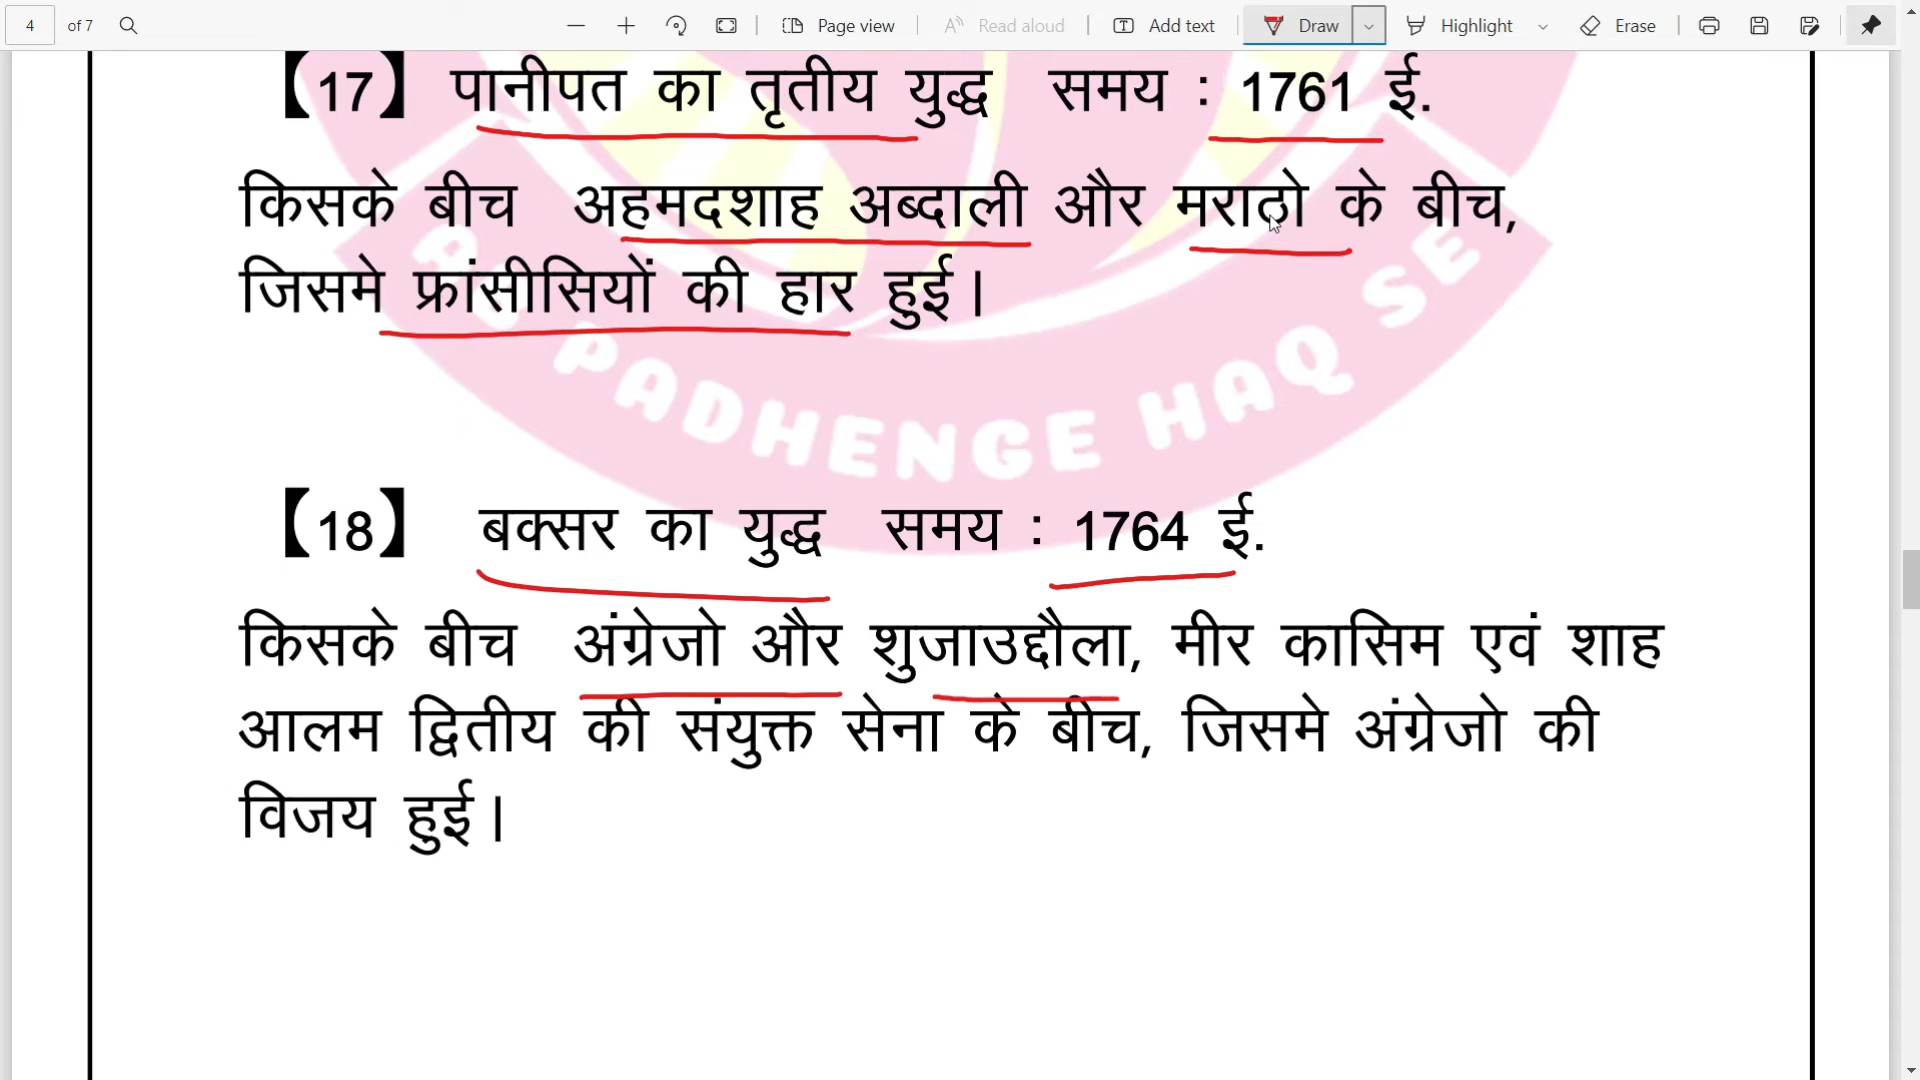 4 of 7 Page view Read aloud Add text Draw Highlight Erase
【17】 पानीपत का तृतीय युद्ध समय : 1761 ई.
किसके बीच अहमदशाह अब्दाली और मराठो के बीच,
जिसमे फ्रांसीसियों की हार हुई।
PADHENGE HAQ SE
【18】 बक्सर का युद्ध समय : 1764 ई.
किसके बीच अंग्रेजो और शुजाउद्दौला, मीर कासिम एवं शाह
आलम द्वितीय की संयुक्त सेना के बीच, जिसमे अंग्रेजो की
विजय हुई।